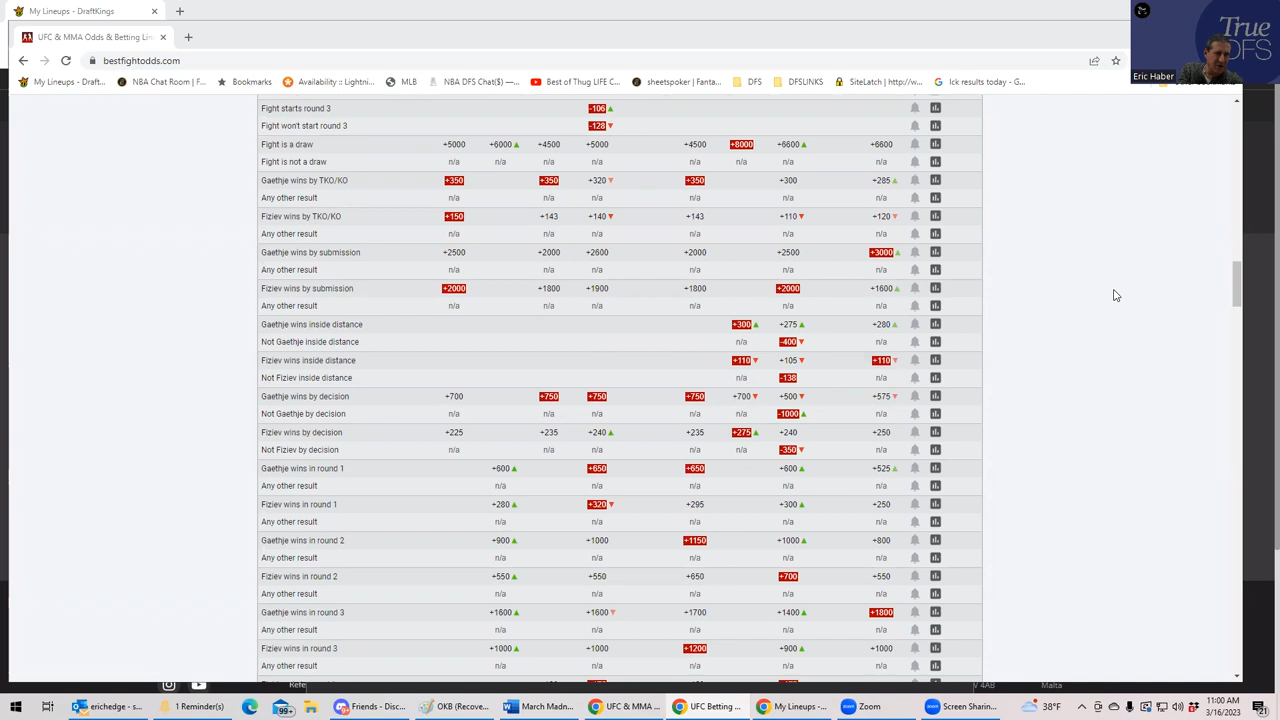 My Lineups - DraftKings
UFC & MMA Odds & Betting Lin
bestfightodds.com
My Lineups - Draft... NBA Chat Room | F... Bookmarks Availability :: Lightni... MLB NBA DFS Chat($) —... Best of Thug LIFE C... sheetspoker | Fanta... DFS DFSLINKS SiteLatch | http://w... lck results today - G...
True
DFS
Eric Haber
Fight starts round 3 -106▲
Fight won't start round 3 -128▼
Fight is a draw +5000 +6000▲ +4500 +5000 +4500 +8000 +6600▲ +6600
Fight is not a draw n/a n/a n/a n/a n/a n/a n/a n/a
Gaethje wins by TKO/KO +350 +350 +320▼ +350 +300 +285▲
Any other result n/a n/a n/a n/a n/a n/a
Fiziev wins by TKO/KO +150 +143 +140▼ +143 +110▼ +120▼
Any other result n/a n/a n/a n/a n/a n/a
Gaethje wins by submission +2500 +2000 +2600 +2000 +2500 +3000▲
Any other result n/a n/a n/a n/a n/a n/a
Fiziev wins by submission +2000 +1800 +1900 +1800 +2000 +1600▲
Any other result n/a n/a n/a n/a n/a n/a
Gaethje wins inside distance +300▲ +275▲ +280▲
Not Gaethje inside distance n/a -400▼ n/a
Fiziev wins inside distance +110▼ +105▼ +110▼
Not Fiziev inside distance n/a -138 n/a
Gaethje wins by decision +700 +750 +750 +750 +700▼ +500▼ +575▼
Not Gaethje by decision n/a n/a n/a n/a n/a -1000▲ n/a
Fiziev wins by decision +225 +235 +240▲ +235 +275▲ +240 +250
Not Fiziev by decision n/a n/a n/a n/a n/a -350▼ n/a
Gaethje wins in round 1 +600▲ +650 +650 +600▲ +525▲
Any other result n/a n/a n/a n/a n/a
Fiziev wins in round 1 +280▲ +320▼ +295 +300▲ +250
Any other result n/a n/a n/a n/a n/a
Gaethje wins in round 2 +900▲ +1000 +1150 +1000▲ +800
Any other result n/a n/a n/a n/a n/a
Fiziev wins in round 2 +550▲ +550 +650 +700 +550
Any other result n/a n/a n/a n/a n/a
Gaethje wins in round 3 +1600▲ +1600▼ +1700 +1400▲ +1800
Any other result n/a n/a n/a n/a n/a
Fiziev wins in round 3 +1000▲ +1000 +1200 +900▲ +1000
Any other result n/a n/a n/a n/a n/a
Malta
erichedge - s... 1 Reminder(s) 99+ Friends - Disc... OKB (Recove... March Madn... UFC & MMA ... UFC Betting ... My Lineups -... Zoom Screen Sharin... 38°F 11:00 AM
3/16/2023
21